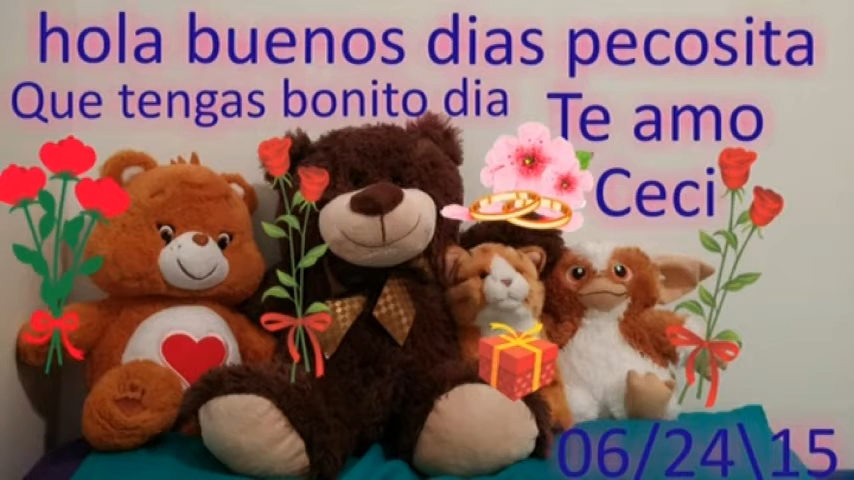 hola buenos dias pecosita
Que tengas bonito dia
Te amo
Ceci
06/24\15